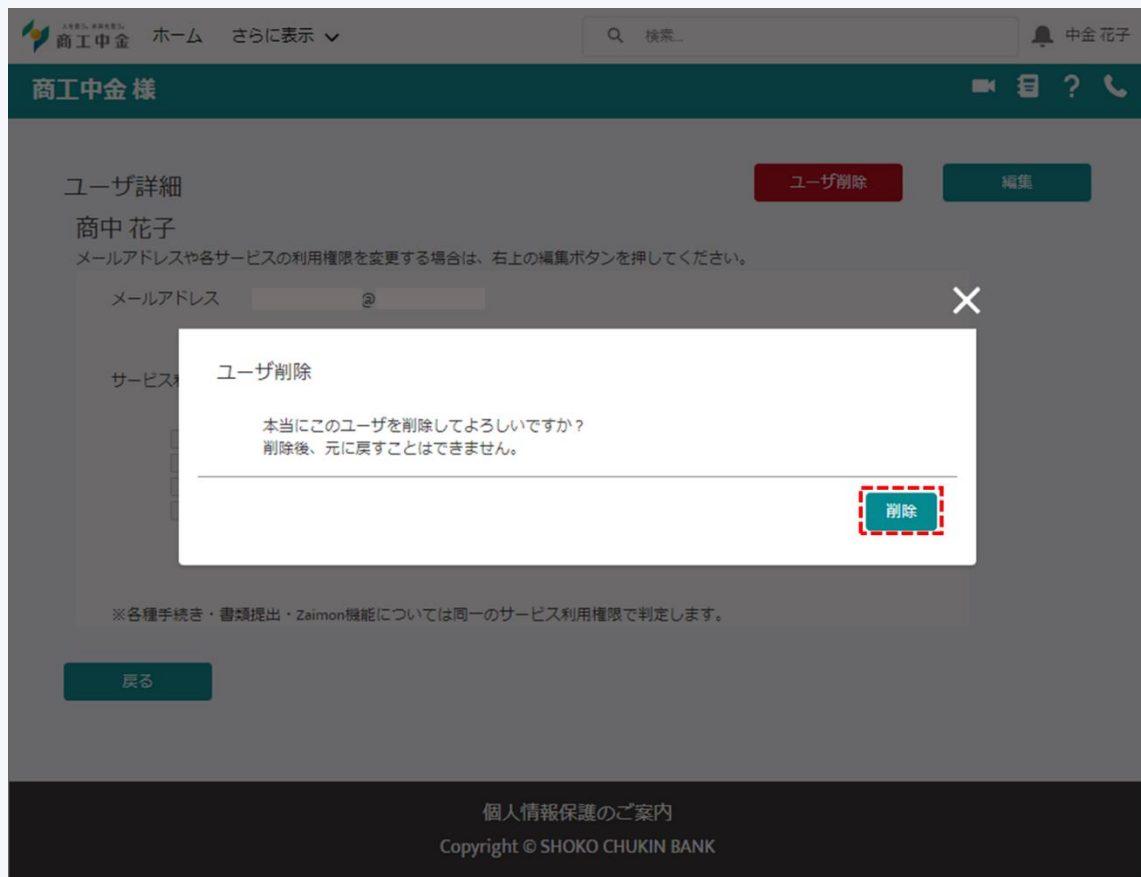 人を思う。未来を思う。
商工中金 ホーム さらに表示
検索...
中金 花子
商工中金 様
?
ユーザ詳細
ユーザ削除
編集
商中 花子
メールアドレスや各サービスの利用権限を変更する場合は、右上の編集ボタンを押してください。
メールアドレス @
サービス
ユーザ削除
本当にこのユーザを削除してよろしいですか？
削除後、元に戻すことはできません。
削除
※各種手続き・書類提出・Zaimon機能については同一のサービス利用権限で判定します。
戻る
個人情報保護のご案内
Copyright © SHOKO CHUKIN BANK